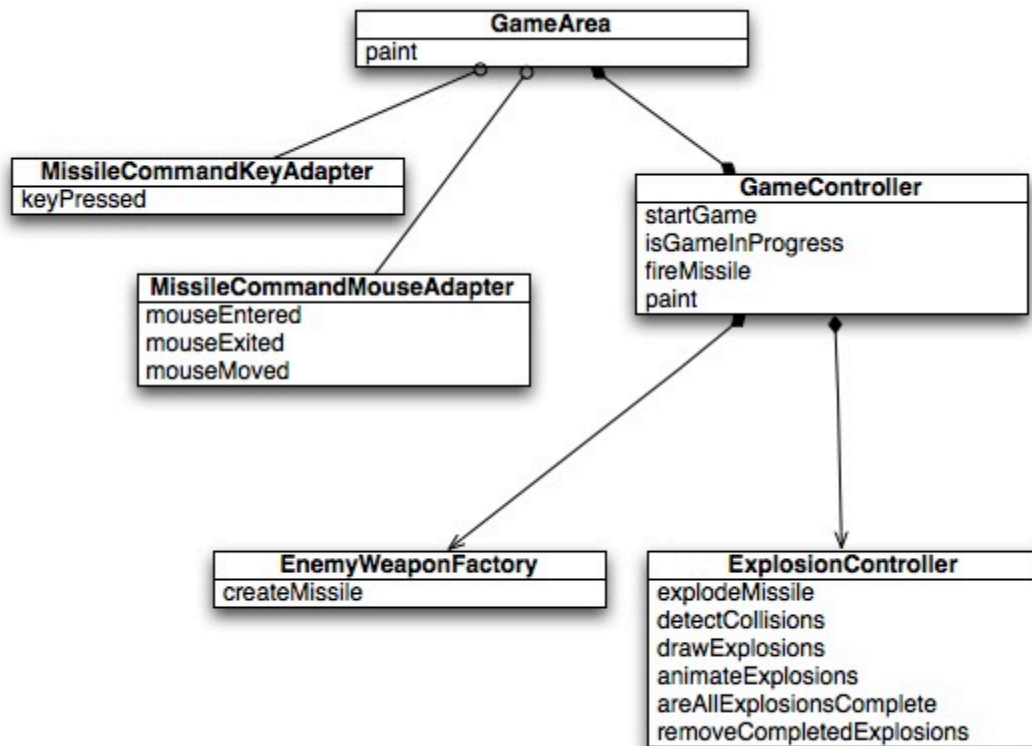 GameArea
paint
MissileCommandKeyAdapter
keyPressed
GameController
startGame
isGameInProgress
fireMissile
paint
MissileCommandMouseAdapter
mouseEntered
mouseExited
mouseMoved
EnemyWeaponFactory
createMissile
ExplosionController
explodeMissile
detectCollisions
drawExplosions
animateExplosions
areAllExplosionsComplete
removeCompletedExplosions